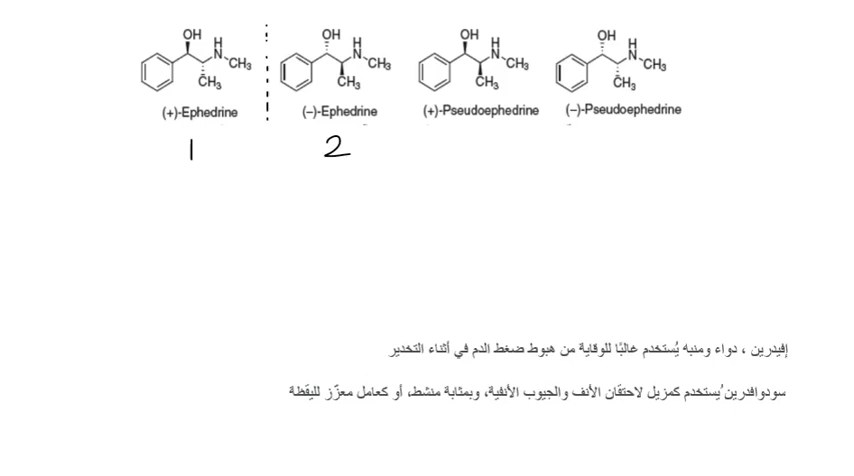 OH OH OH OH
H H H H
N N N N
CH₃ CH₃ CH₃ CH₃
CH₃ CH₃ CH₃ CH₃
(+)-Ephedrine (–)-Ephedrine (+)-Pseudoephedrine (–)-Pseudoephedrine
1 2
إفيدرين ، دواء ومنبه يُستخدم غالبًا للوقاية من هبوط ضغط الدم في أثناء التخدير
سودوافدرين ُيستخدم كمزيل لاحتقان الأنف والجيوب الأنفية، وبمثابة منشط، أو كعامل معزّز لليقظة